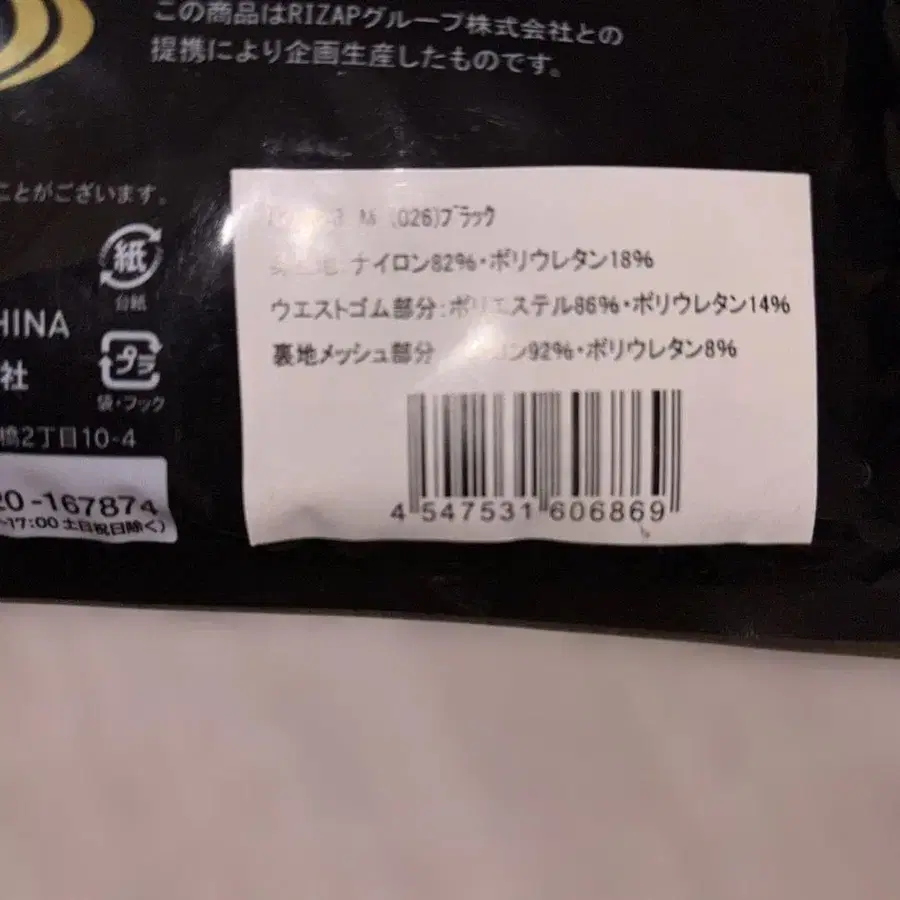 この商品はRIZAPグループ株式会社との
提携により企画生産したものです。
ことがございます。
紙
台紙
プラ
袋・フック
HINA
社
橋2丁目10-4
20-167874
-17:00 土日祝日除く)
M (026)ブラック
ナイロン82%・ポリウレタン18%
ウエストゴム部分:ポリエステル86%・ポリウレタン14%
裏地メッシュ部分 ン92%・ポリウレタン8%
4 547531 606869